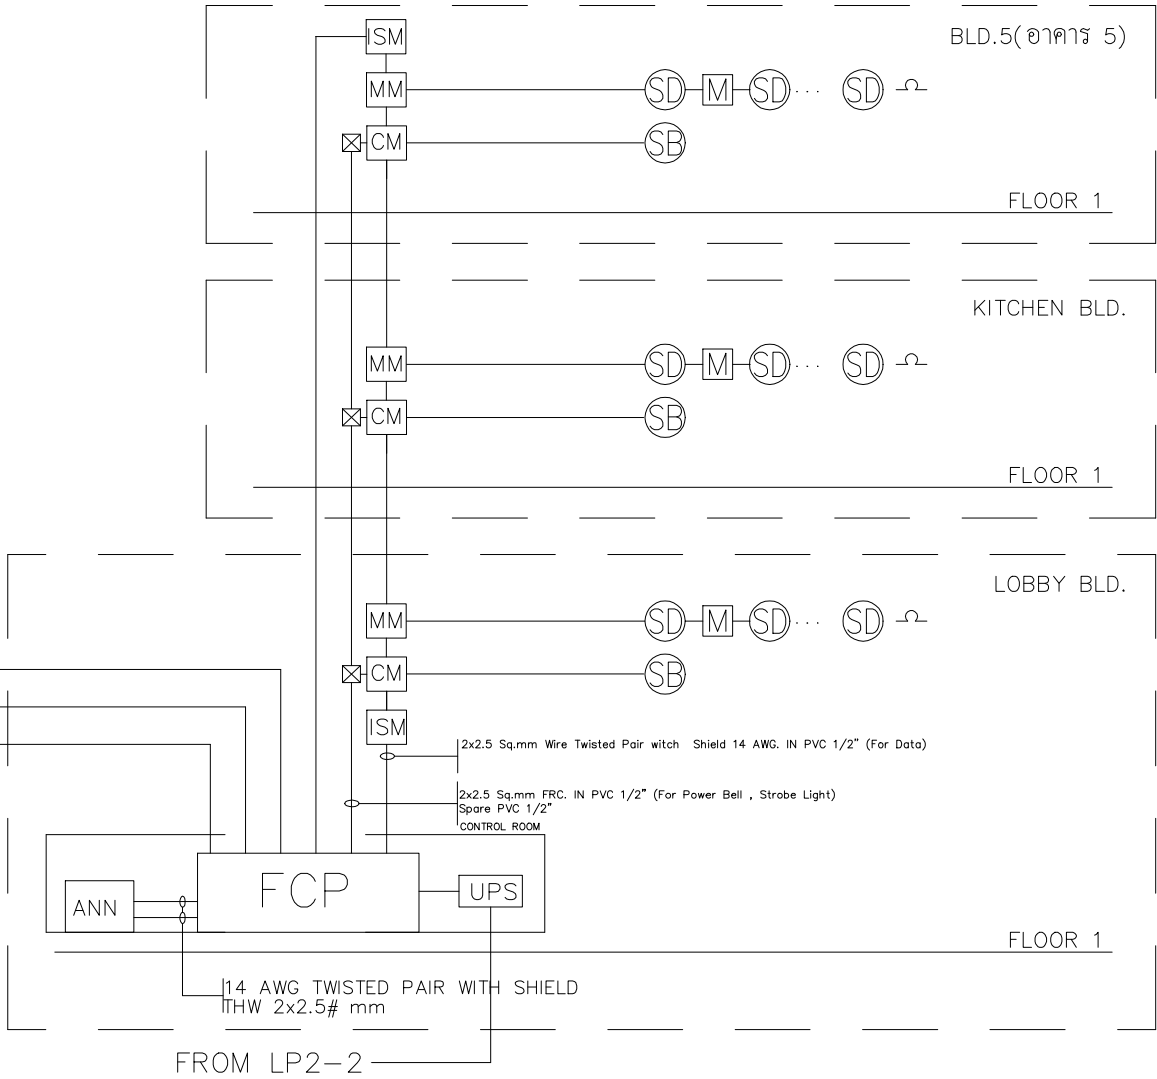 ISM
BLD.5(อาคาร 5)
MM SD M SD ... SD
CM SB
FLOOR 1
KITCHEN BLD.
MM SD M SD ... SD
CM SB
FLOOR 1
LOBBY BLD.
MM SD M SD ... SD
CM SB
ISM
2x2.5 Sq.mm Wire Twisted Pair witch Shield 14 AWG. IN PVC 1/2" (For Data)
2x2.5 Sq.mm FRC. IN PVC 1/2" (For Power Bell , Strobe Light)
Spare PVC 1/2"
CONTROL ROOM
ANN FCP UPS
FLOOR 1
14 AWG TWISTED PAIR WITH SHIELD
THW 2x2.5# mm
FROM LP2-2